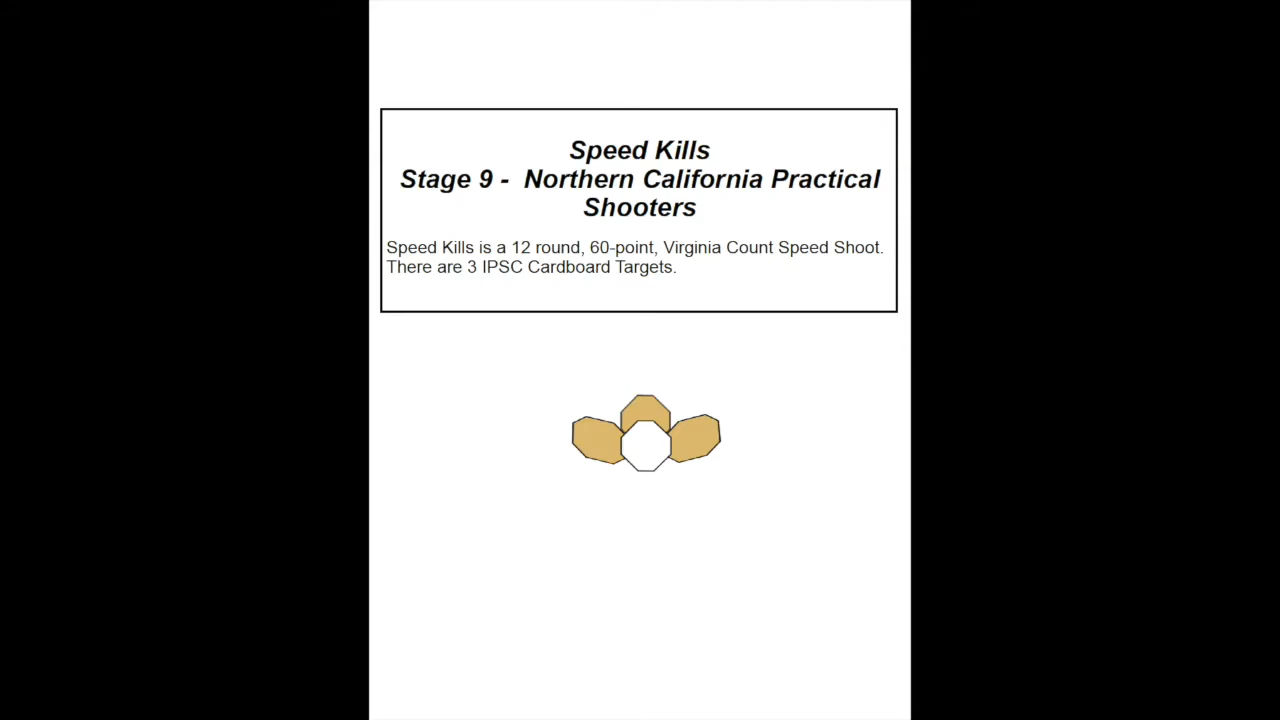 Speed Kills
Stage 9 - Northern California Practical
Shooters
Speed Kills is a 12 round, 60-point, Virginia Count Speed Shoot.
There are 3 IPSC Cardboard Targets.